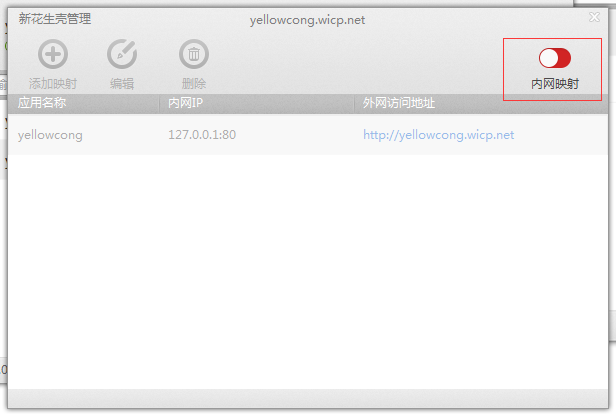 新花生壳管理
yellowcong.wicp.net
添加映射
编辑
删除
内网映射
应用名称
内网IP
外网访问地址
yellowcong
127.0.0.1:80
http://yellowcong.wicp.net